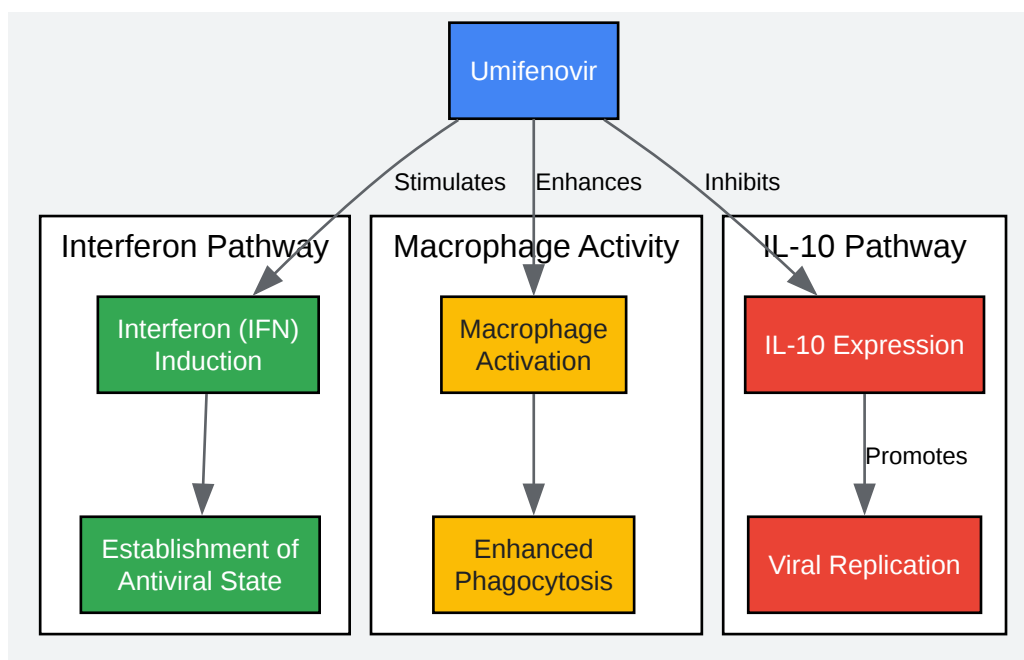 Umifenovir
Stimulates
Enhances
Inhibits
Interferon Pathway
Macrophage Activity
IL-10 Pathway
Interferon (IFN)
Induction
Macrophage
Activation
IL-10 Expression
Promotes
Establishment of
Antiviral State
Enhanced
Phagocytosis
Viral Replication